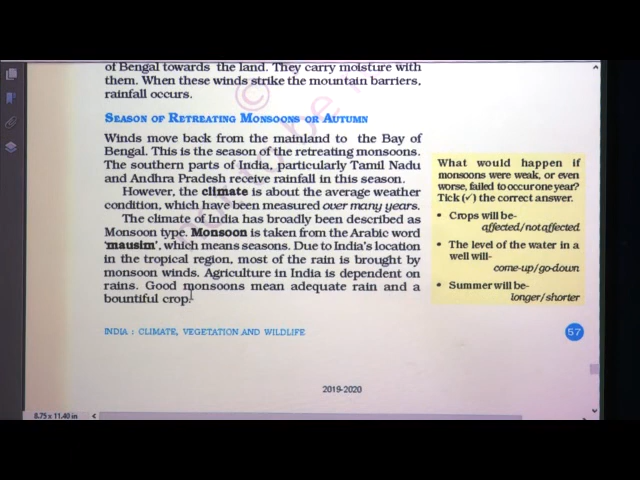 of Bengal towards the land. They carry moisture with
them. When these winds strike the mountain barriers,
rainfall occurs.
SEASON OF RETREATING MONSOONS OR AUTUMN
Winds move back from the mainland to the Bay of
Bengal. This is the season of the retreating monsoons.
The southern parts of India, particularly Tamil Nadu
and Andhra Pradesh receive rainfall in this season.
However, the climate is about the average weather
condition, which have been measured over many years.
The climate of India has broadly been described as
Monsoon type. Monsoon is taken from the Arabic word
'mausim', which means seasons. Due to India's location
in the tropical region, most of the rain is brought by
monsoon winds. Agriculture in India is dependent on
rains. Good monsoons mean adequate rain and a
bountiful crop.
What would happen if
monsoons were weak, or even
worse, failed to occur one year?
Tick (✓) the correct answer.
• Crops will be-
affected/not affected
• The level of the water in a
well will-
come-up/go-down
• Summer will be-
longer/shorter
INDIA : CLIMATE, VEGETATION AND WILDLIFE
57
2019-2020
8.75 x 11.40 in